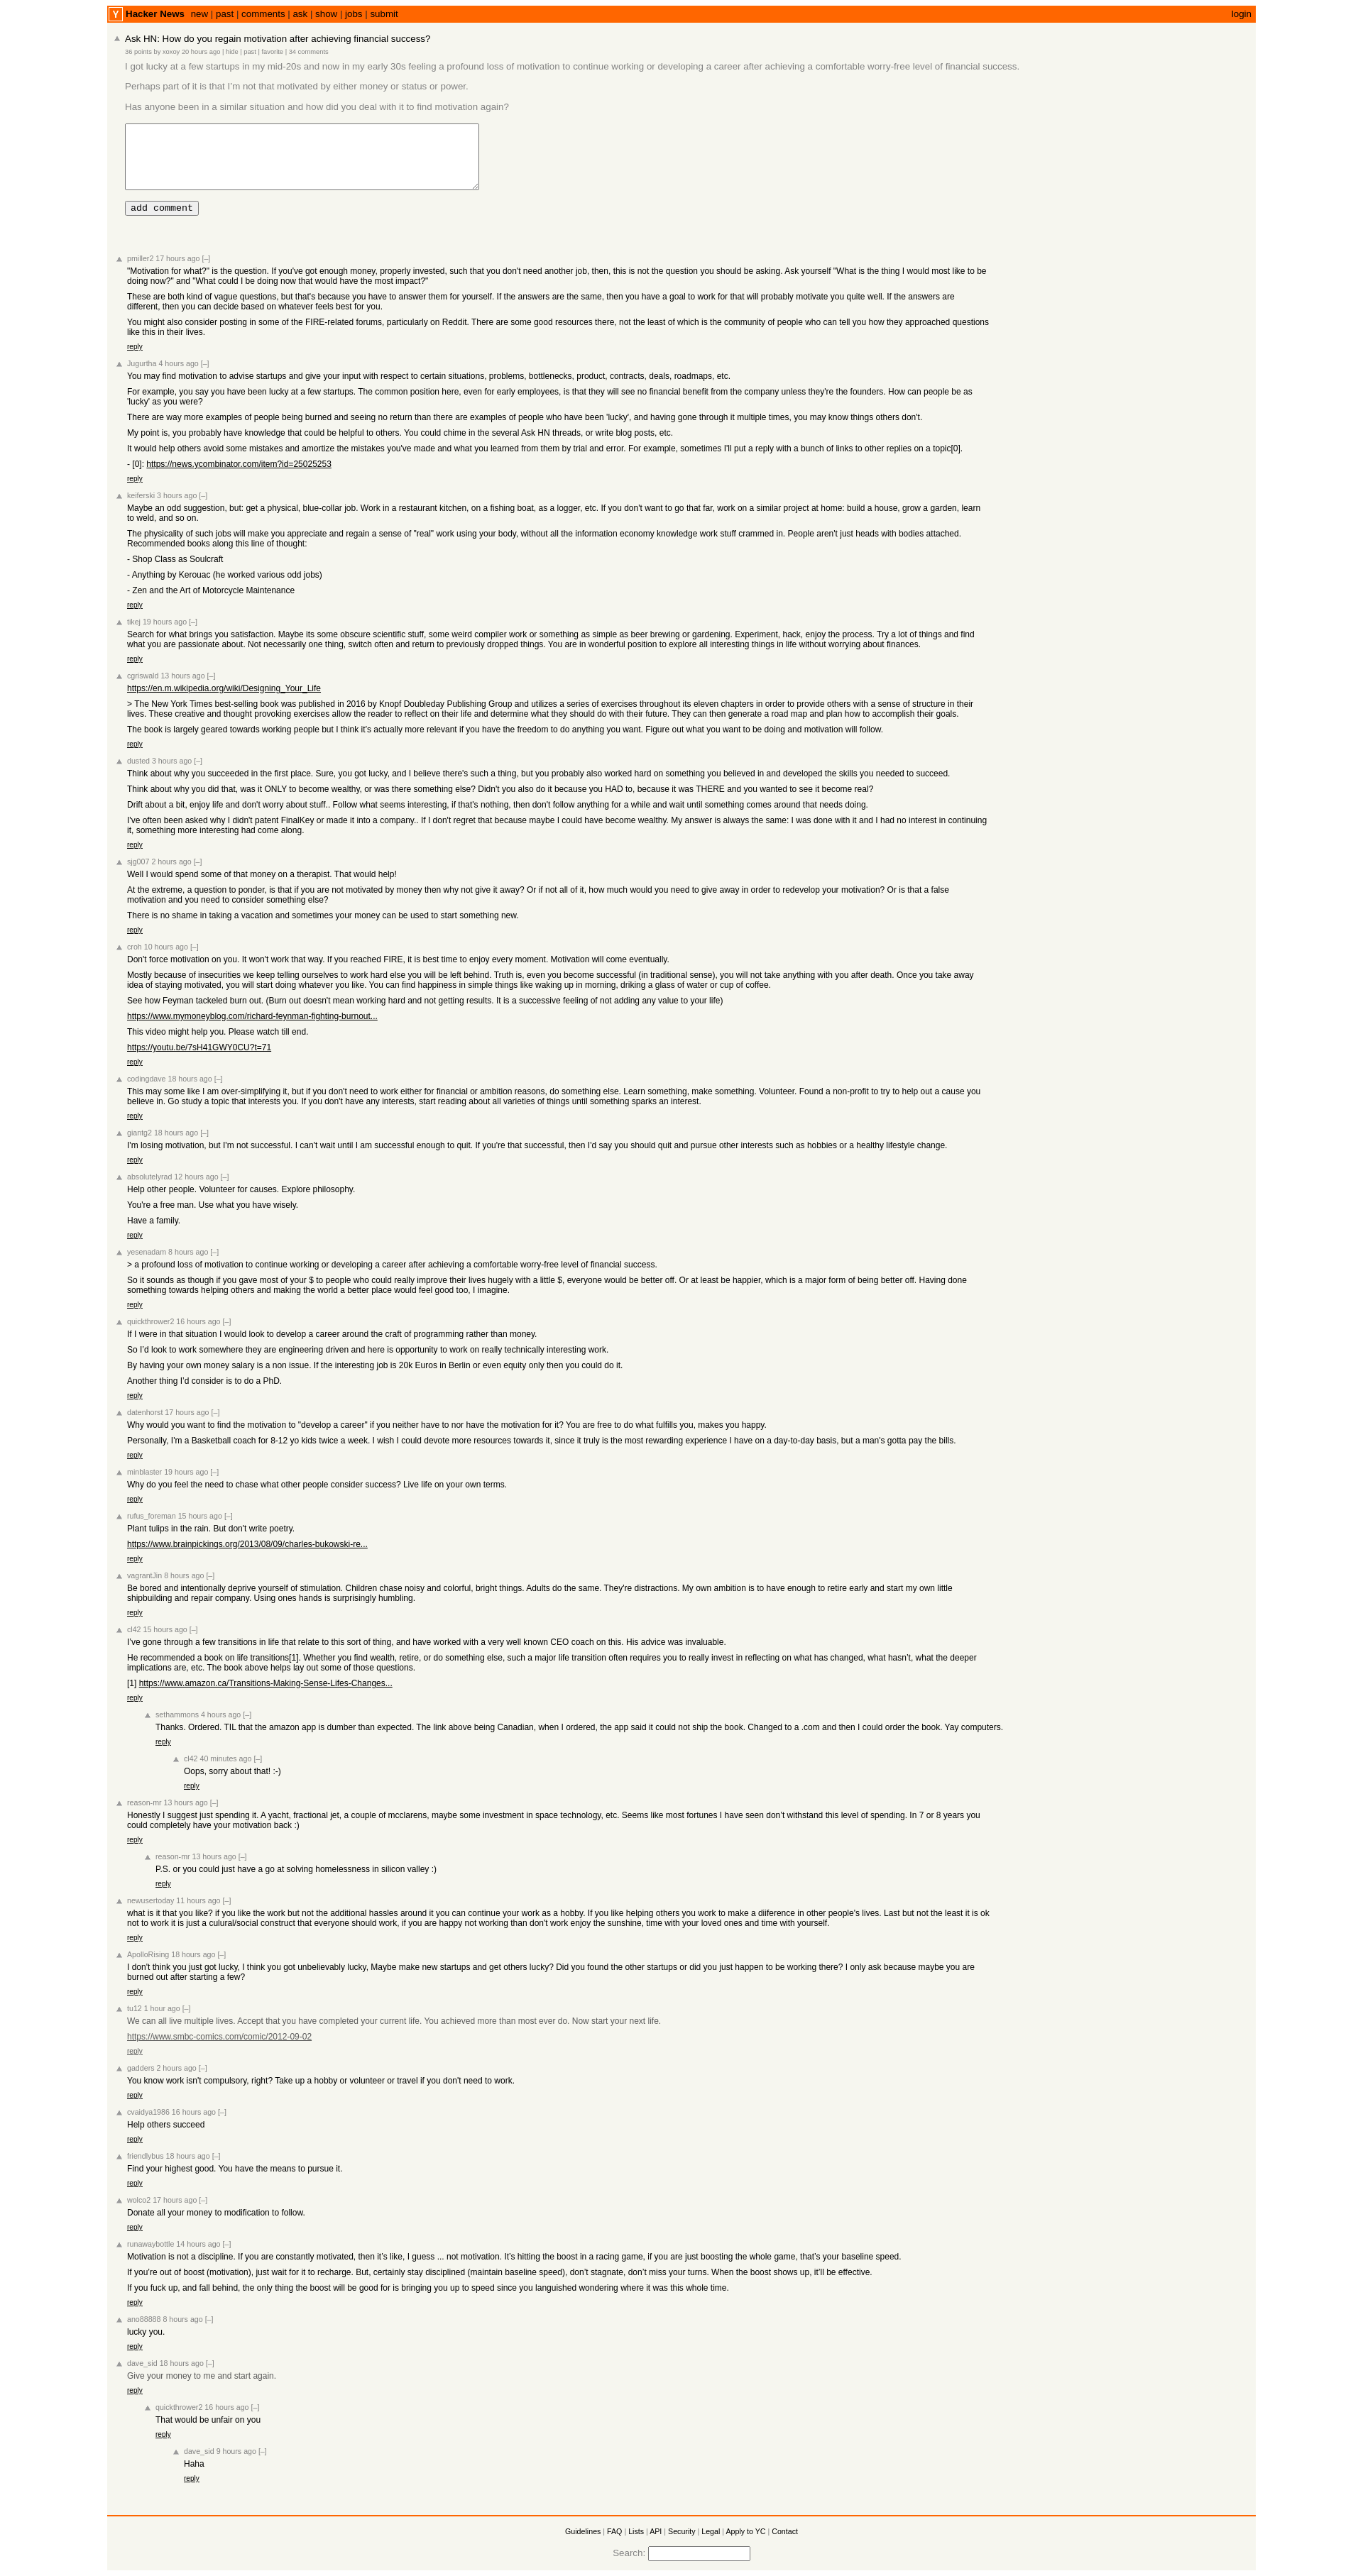 Y Hacker News new | past | comments | ask | show | jobs | submit login
Ask HN: How do you regain motivation after achieving financial success?
36 points by xoxoy 20 hours ago | hide | past | favorite | 34 comments
I got lucky at a few startups in my mid-20s and now in my early 30s feeling a profound loss of motivation to continue working or developing a career after achieving a comfortable worry-free level of financial success.
Perhaps part of it is that I'm not that motivated by either money or status or power.
Has anyone been in a similar situation and how did you deal with it to find motivation again?
add comment
pmiller2 17 hours ago [–]
"Motivation for what?" is the question. If you've got enough money, properly invested, such that you don't need another job, then, this is not the question you should be asking. Ask yourself "What is the thing I would most like to be
doing now?" and "What could I be doing now that would have the most impact?"
These are both kind of vague questions, but that's because you have to answer them for yourself. If the answers are the same, then you have a goal to work for that will probably motivate you quite well. If the answers are
different, then you can decide based on whatever feels best for you.
You might also consider posting in some of the FIRE-related forums, particularly on Reddit. There are some good resources there, not the least of which is the community of people who can tell you how they approached questions
like this in their lives.
reply
Jugurtha 4 hours ago [–]
You may find motivation to advise startups and give your input with respect to certain situations, problems, bottlenecks, product, contracts, deals, roadmaps, etc.
For example, you say you have been lucky at a few startups. The common position here, even for early employees, is that they will see no financial benefit from the company unless they're the founders. How can people be as
'lucky' as you were?
There are way more examples of people being burned and seeing no return than there are examples of people who have been 'lucky', and having gone through it multiple times, you may know things others don't.
My point is, you probably have knowledge that could be helpful to others. You could chime in the several Ask HN threads, or write blog posts, etc.
It would help others avoid some mistakes and amortize the mistakes you've made and what you learned from them by trial and error. For example, sometimes I'll put a reply with a bunch of links to other replies on a topic[0].
- [0]: https://news.ycombinator.com/item?id=25025253
reply
keiferski 3 hours ago [–]
Maybe an odd suggestion, but: get a physical, blue-collar job. Work in a restaurant kitchen, on a fishing boat, as a logger, etc. If you don't want to go that far, work on a similar project at home: build a house, grow a garden, learn
to weld, and so on.
The physicality of such jobs will make you appreciate and regain a sense of "real" work using your body, without all the information economy knowledge work stuff crammed in. People aren't just heads with bodies attached.
Recommended books along this line of thought:
- Shop Class as Soulcraft
- Anything by Kerouac (he worked various odd jobs)
- Zen and the Art of Motorcycle Maintenance
reply
tikej 19 hours ago [–]
Search for what brings you satisfaction. Maybe its some obscure scientific stuff, some weird compiler work or something as simple as beer brewing or gardening. Experiment, hack, enjoy the process. Try a lot of things and find
what you are passionate about. Not necessarily one thing, switch often and return to previously dropped things. You are in wonderful position to explore all interesting things in life without worrying about finances.
reply
cgriswald 13 hours ago [–]
https://en.m.wikipedia.org/wiki/Designing_Your_Life
> The New York Times best-selling book was published in 2016 by Knopf Doubleday Publishing Group and utilizes a series of exercises throughout its eleven chapters in order to provide others with a sense of structure in their
lives. These creative and thought provoking exercises allow the reader to reflect on their life and determine what they should do with their future. They can then generate a road map and plan how to accomplish their goals.
The book is largely geared towards working people but I think it's actually more relevant if you have the freedom to do anything you want. Figure out what you want to be doing and motivation will follow.
reply
dusted 3 hours ago [–]
Think about why you succeeded in the first place. Sure, you got lucky, and I believe there's such a thing, but you probably also worked hard on something you believed in and developed the skills you needed to succeed.
Think about why you did that, was it ONLY to become wealthy, or was there something else? Didn't you also do it because you HAD to, because it was THERE and you wanted to see it become real?
Drift about a bit, enjoy life and don't worry about stuff.. Follow what seems interesting, if that's nothing, then don't follow anything for a while and wait until something comes around that needs doing.
I've often been asked why I didn't patent FinalKey or made it into a company.. If I don't regret that because maybe I could have become wealthy. My answer is always the same: I was done with it and I had no interest in continuing
it, something more interesting had come along.
reply
sjg007 2 hours ago [–]
Well I would spend some of that money on a therapist. That would help!
At the extreme, a question to ponder, is that if you are not motivated by money then why not give it away? Or if not all of it, how much would you need to give away in order to redevelop your motivation? Or is that a false
motivation and you need to consider something else?
There is no shame in taking a vacation and sometimes your money can be used to start something new.
reply
croh 10 hours ago [–]
Don't force motivation on you. It won't work that way. If you reached FIRE, it is best time to enjoy every moment. Motivation will come eventually.
Mostly because of insecurities we keep telling ourselves to work hard else you will be left behind. Truth is, even you become successful (in traditional sense), you will not take anything with you after death. Once you take away
idea of staying motivated, you will start doing whatever you like. You can find happiness in simple things like waking up in morning, driking a glass of water or cup of coffee.
See how Feyman tackeled burn out. (Burn out doesn't mean working hard and not getting results. It is a successive feeling of not adding any value to your life)
https://www.mymoneyblog.com/richard-feynman-fighting-burnout...
This video might help you. Please watch till end.
https://youtu.be/7sH41GWY0CU?t=71
reply
codingdave 18 hours ago [–]
This may some like I am over-simplifying it, but if you don't need to work either for financial or ambition reasons, do something else. Learn something, make something. Volunteer. Found a non-profit to try to help out a cause you
believe in. Go study a topic that interests you. If you don't have any interests, start reading about all varieties of things until something sparks an interest.
reply
giantg2 18 hours ago [–]
I'm losing motivation, but I'm not successful. I can't wait until I am successful enough to quit. If you're that successful, then I'd say you should quit and pursue other interests such as hobbies or a healthy lifestyle change.
reply
absolutelyrad 12 hours ago [–]
Help other people. Volunteer for causes. Explore philosophy.
You're a free man. Use what you have wisely.
Have a family.
reply
yesenadam 8 hours ago [–]
> a profound loss of motivation to continue working or developing a career after achieving a comfortable worry-free level of financial success.
So it sounds as though if you gave most of your $ to people who could really improve their lives hugely with a little $, everyone would be better off. Or at least be happier, which is a major form of being better off. Having done
something towards helping others and making the world a better place would feel good too, I imagine.
reply
quickthrower2 16 hours ago [–]
If I were in that situation I would look to develop a career around the craft of programming rather than money.
So I'd look to work somewhere they are engineering driven and here is opportunity to work on really technically interesting work.
By having your own money salary is a non issue. If the interesting job is 20k Euros in Berlin or even equity only then you could do it.
Another thing I'd consider is to do a PhD.
reply
datenhorst 17 hours ago [–]
Why would you want to find the motivation to "develop a career" if you neither have to nor have the motivation for it? You are free to do what fulfills you, makes you happy.
Personally, I'm a Basketball coach for 8-12 yo kids twice a week. I wish I could devote more resources towards it, since it truly is the most rewarding experience I have on a day-to-day basis, but a man's gotta pay the bills.
reply
minblaster 19 hours ago [–]
Why do you feel the need to chase what other people consider success? Live life on your own terms.
reply
rufus_foreman 15 hours ago [–]
Plant tulips in the rain. But don't write poetry.
https://www.brainpickings.org/2013/08/09/charles-bukowski-re...
reply
vagrantJin 8 hours ago [–]
Be bored and intentionally deprive yourself of stimulation. Children chase noisy and colorful, bright things. Adults do the same. They're distractions. My own ambition is to have enough to retire early and start my own little
shipbuilding and repair company. Using ones hands is surprisingly humbling.
reply
cl42 15 hours ago [–]
I've gone through a few transitions in life that relate to this sort of thing, and have worked with a very well known CEO coach on this. His advice was invaluable.
He recommended a book on life transitions[1]. Whether you find wealth, retire, or do something else, such a major life transition often requires you to really invest in reflecting on what has changed, what hasn't, what the deeper
implications are, etc. The book above helps lay out some of those questions.
[1] https://www.amazon.ca/Transitions-Making-Sense-Lifes-Changes...
reply
sethammons 4 hours ago [–]
Thanks. Ordered. TIL that the amazon app is dumber than expected. The link above being Canadian, when I ordered, the app said it could not ship the book. Changed to a .com and then I could order the book. Yay computers.
reply
cl42 40 minutes ago [–]
Oops, sorry about that! :-)
reply
reason-mr 13 hours ago [–]
Honestly I suggest just spending it. A yacht, fractional jet, a couple of mcclarens, maybe some investment in space technology, etc. Seems like most fortunes I have seen don't withstand this level of spending. In 7 or 8 years you
could completely have your motivation back :)
reply
reason-mr 13 hours ago [–]
P.S. or you could just have a go at solving homelessness in silicon valley :)
reply
newusertoday 11 hours ago [–]
what is it that you like? if you like the work but not the additional hassles around it you can continue your work as a hobby. If you like helping others you work to make a diiference in other people's lives. Last but not the least it is ok
not to work it is just a culural/social construct that everyone should work, if you are happy not working than don't work enjoy the sunshine, time with your loved ones and time with yourself.
reply
ApolloRising 18 hours ago [–]
I don't think you just got lucky, I think you got unbelievably lucky, Maybe make new startups and get others lucky? Did you found the other startups or did you just happen to be working there? I only ask because maybe you are
burned out after starting a few?
reply
tu12 1 hour ago [–]
We can all live multiple lives. Accept that you have completed your current life. You achieved more than most ever do. Now start your next life.
https://www.smbc-comics.com/comic/2012-09-02
reply
gadders 2 hours ago [–]
You know work isn't compulsory, right? Take up a hobby or volunteer or travel if you don't need to work.
reply
cvaidya1986 16 hours ago [–]
Help others succeed
reply
friendlybus 18 hours ago [–]
Find your highest good. You have the means to pursue it.
reply
wolco2 17 hours ago [–]
Donate all your money to modification to follow.
reply
runawaybottle 14 hours ago [–]
Motivation is not a discipline. If you are constantly motivated, then it's like, I guess ... not motivation. It's hitting the boost in a racing game, if you are just boosting the whole game, that's your baseline speed.
If you're out of boost (motivation), just wait for it to recharge. But, certainly stay disciplined (maintain baseline speed), don't stagnate, don't miss your turns. When the boost shows up, it'll be effective.
If you fuck up, and fall behind, the only thing the boost will be good for is bringing you up to speed since you languished wondering where it was this whole time.
reply
ano88888 8 hours ago [–]
lucky you.
reply
dave_sid 18 hours ago [–]
Give your money to me and start again.
reply
quickthrower2 16 hours ago [–]
That would be unfair on you
reply
dave_sid 9 hours ago [–]
Haha
reply
Guidelines | FAQ | Lists | API | Security | Legal | Apply to YC | Contact
Search: